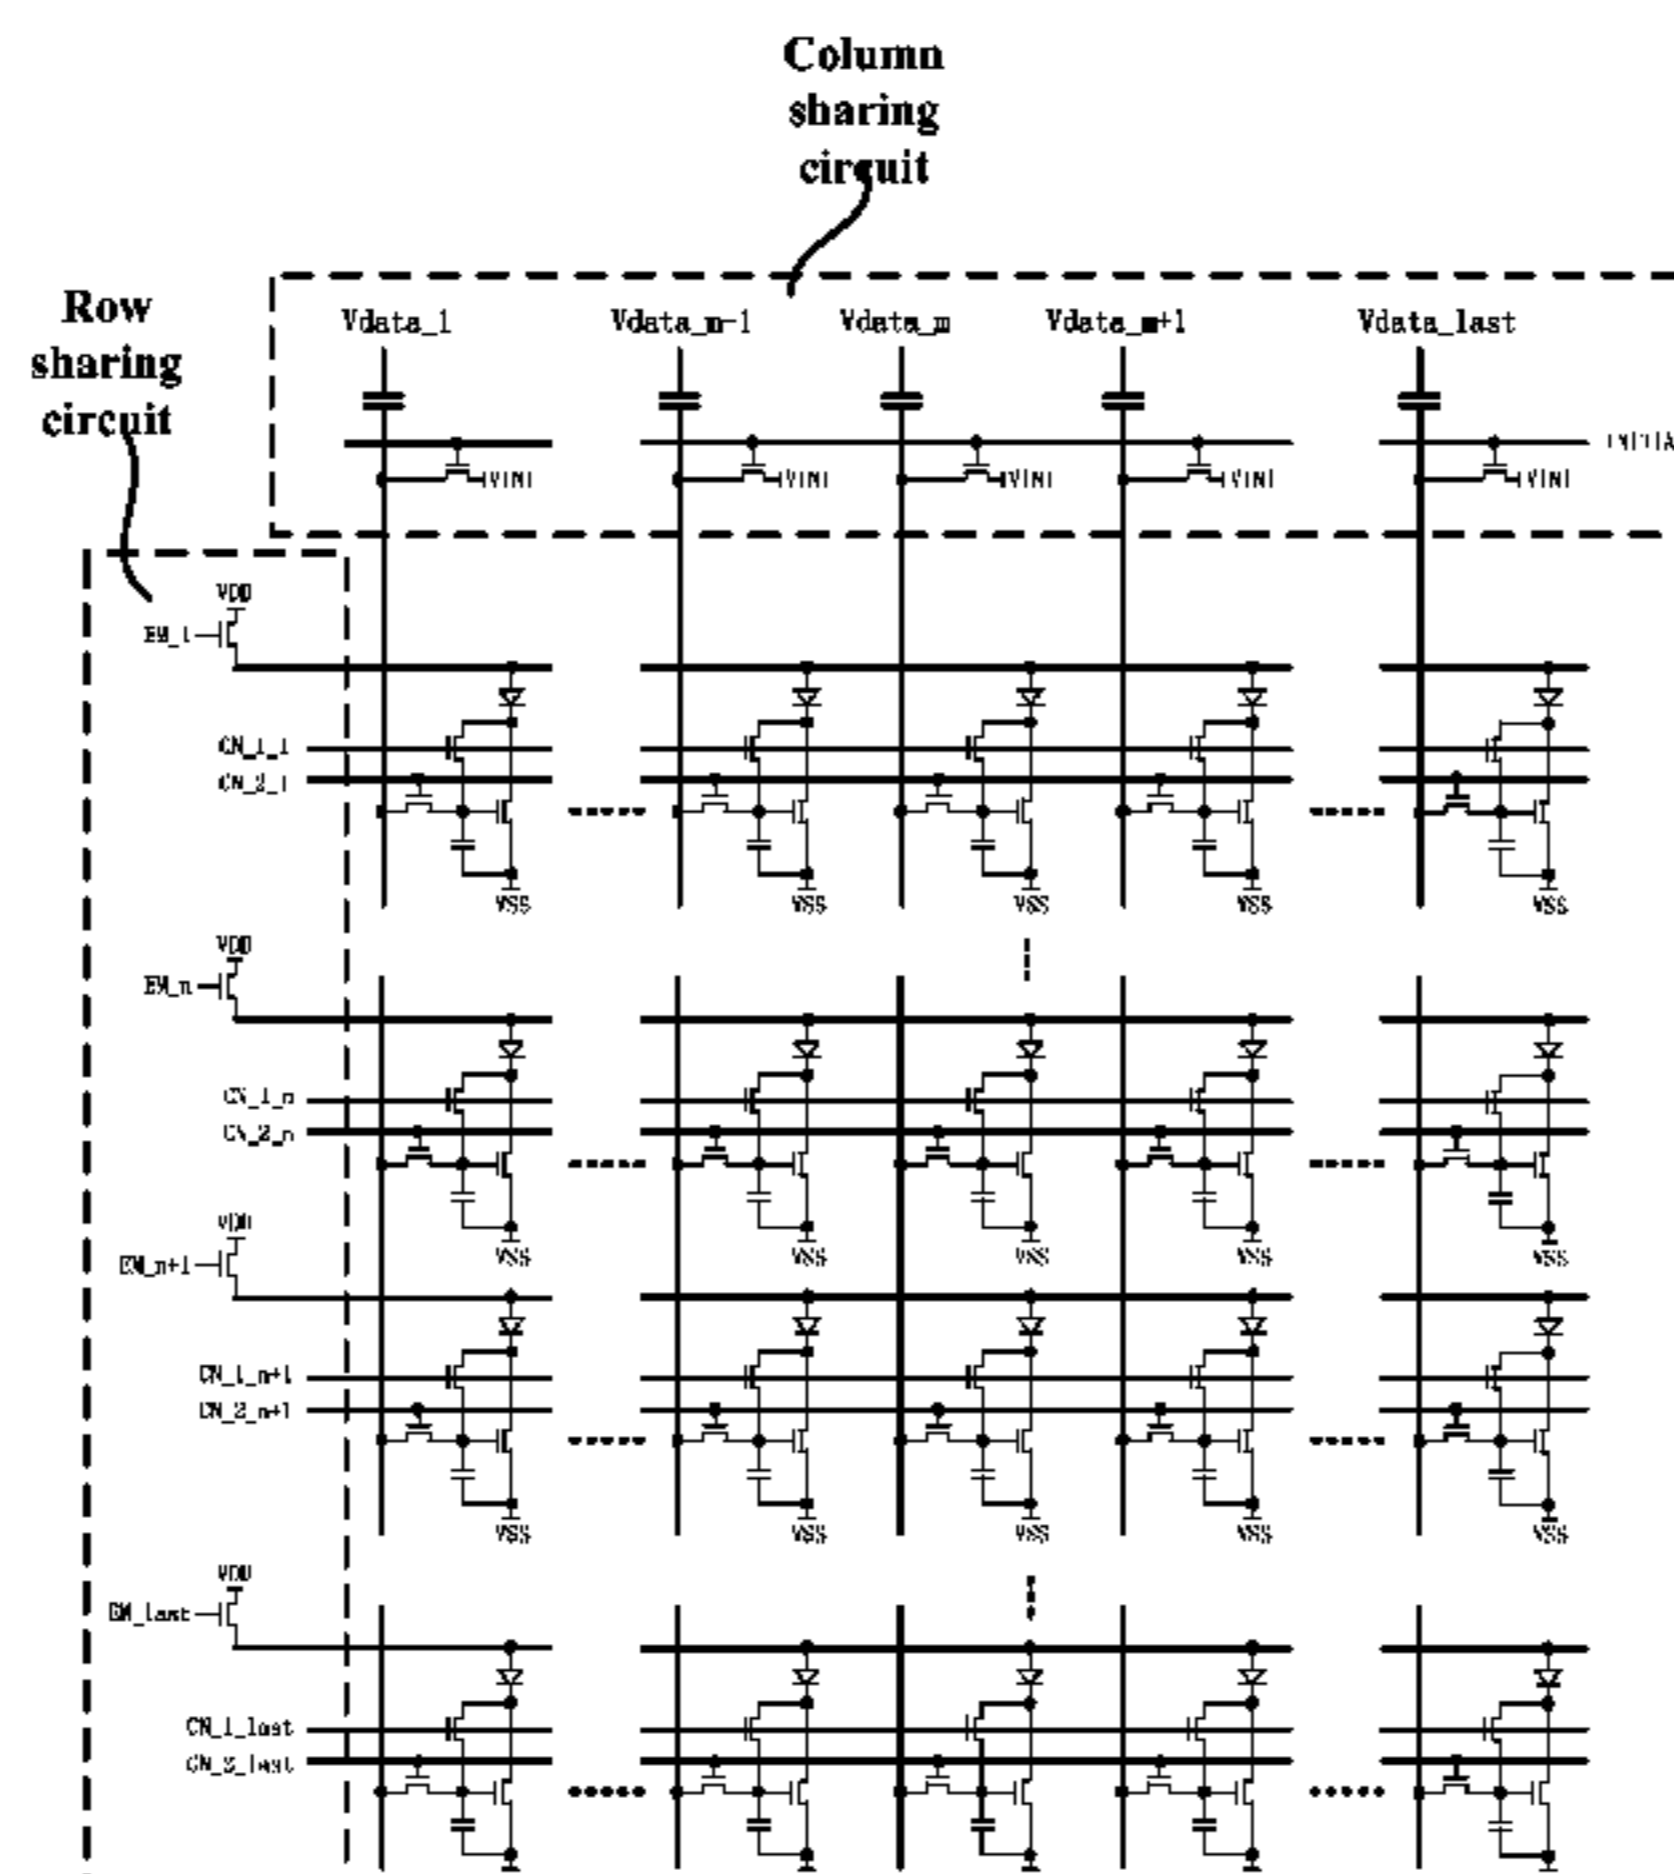 Column
sharing
circuit
Row
sharing
circuit
Vdata_1 Vdata_m-1 Vdata_m Vdata_m+1 Vdata_last
INITIA
VINI VINI VINI VINI VINI
VDD
EM_1
CN_1_1
CN_2_1
VSS VSS VSS VSS VSS
VDD
EM_n
CN_1_n
CN_2_n
VSS VSS VSS VSS VSS
VDD
EM_n+1
CN_1_n+1
CN_2_n+1
VSS VSS VSS VSS VSS
VDD
EM_last
CN_1_last
CN_2_last